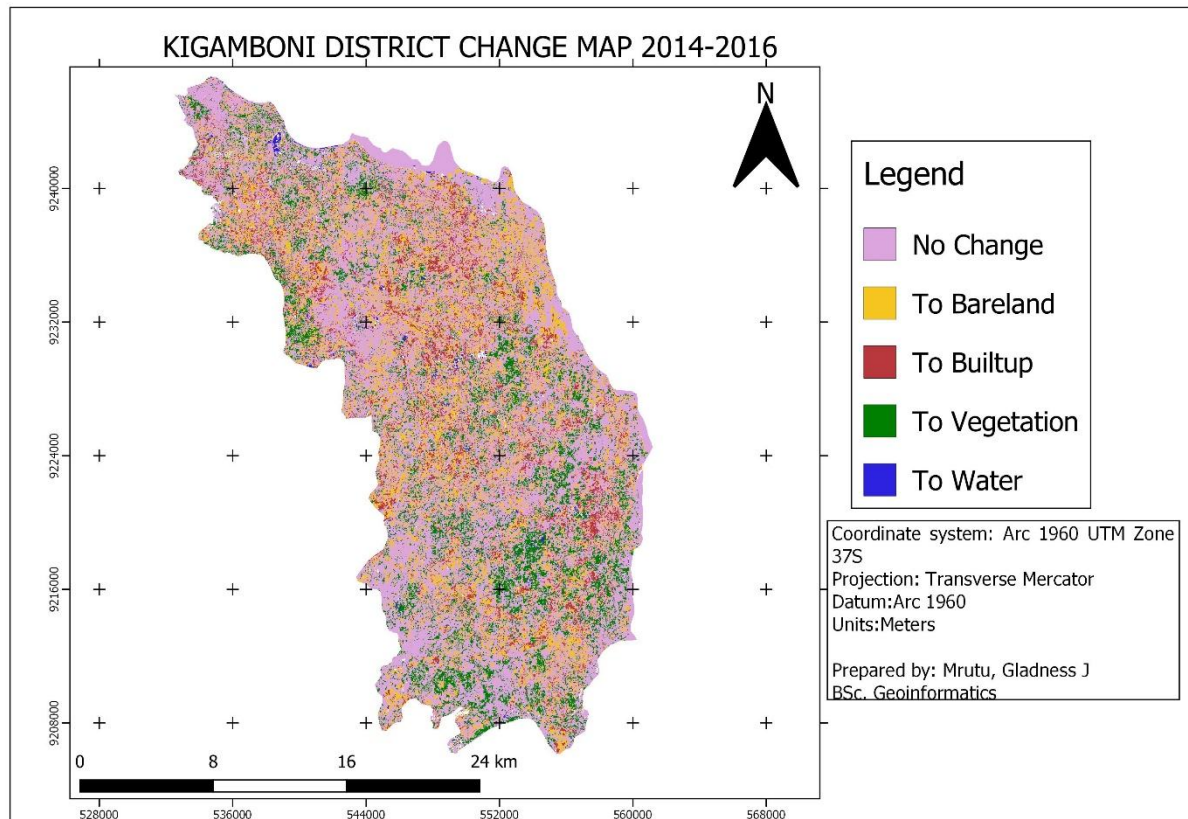 KIGAMBONI DISTRICT CHANGE MAP 2014-2016
N
9240000
9232000
9224000
9216000
9208000
0 8 16 24 km
528000 536000 544000 552000 560000 568000
Legend
No Change
To Bareland
To Builtup
To Vegetation
To Water
Coordinate system: Arc 1960 UTM Zone
37S
Projection: Transverse Mercator
Datum:Arc 1960
Units:Meters
Prepared by: Mrutu, Gladness J
BSc. Geoinformatics